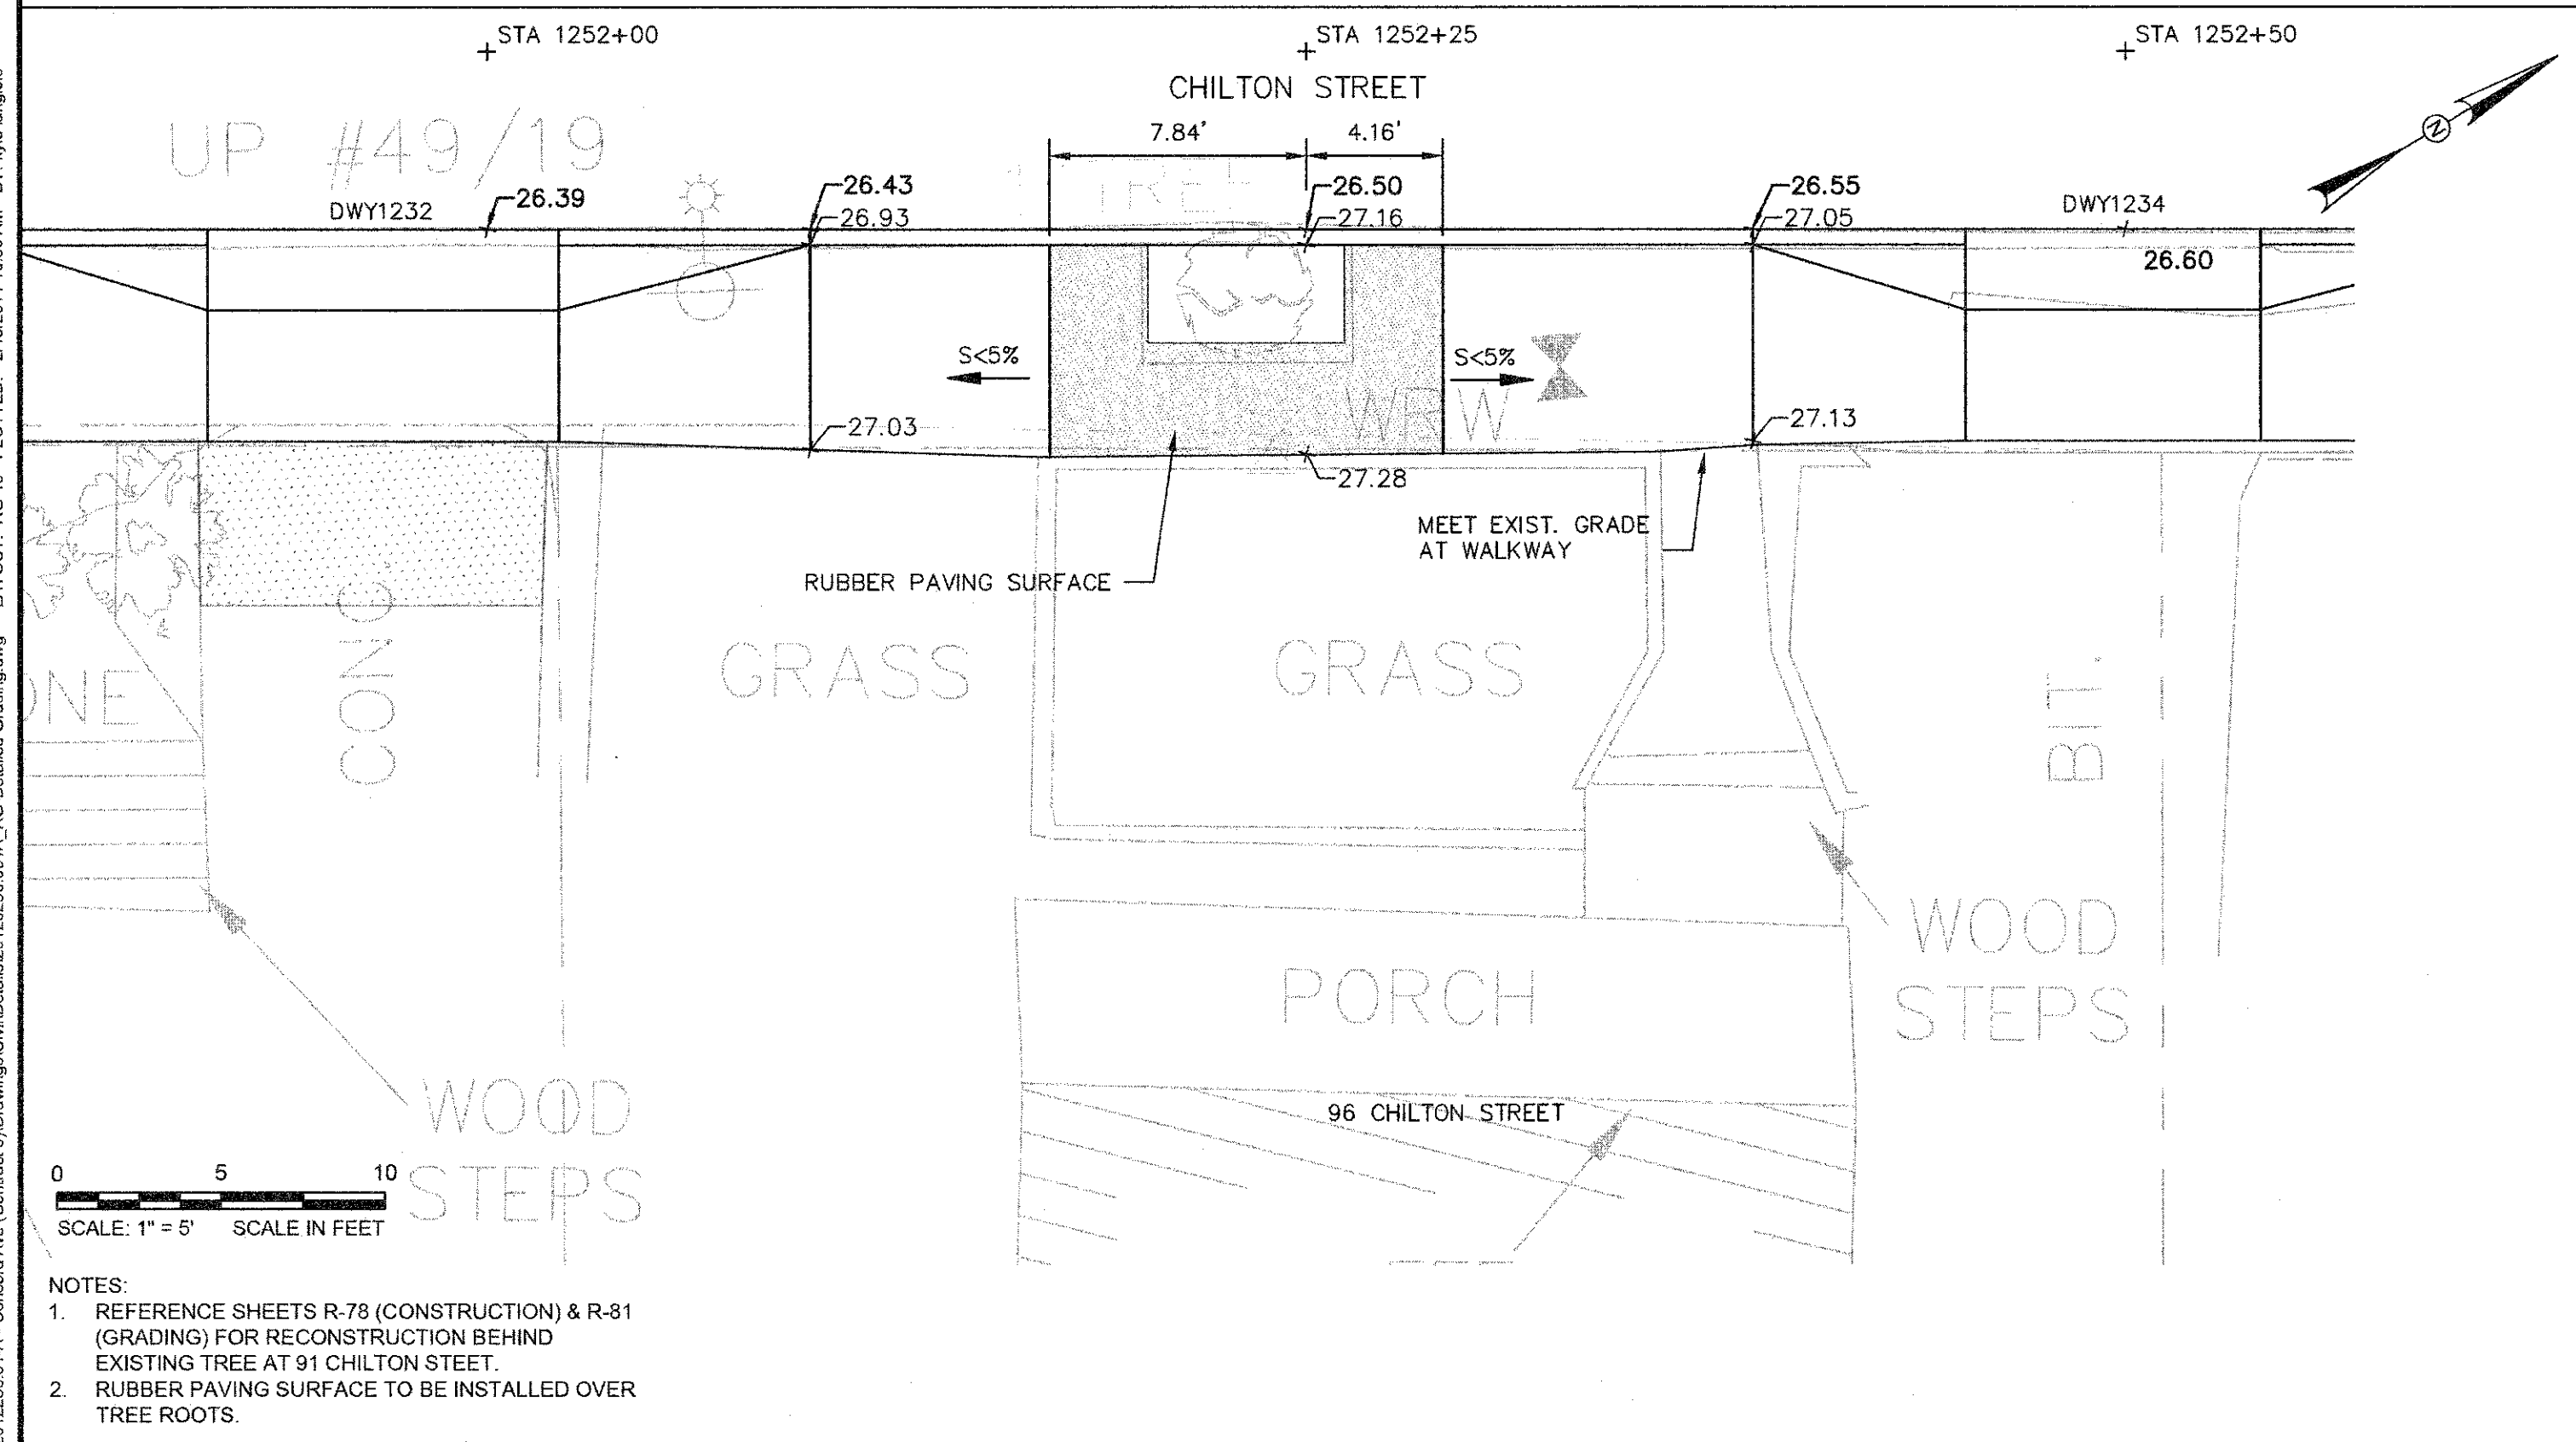 STA 1252+00
STA 1252+25
STA 1252+50
CHILTON STREET
UP #49/19
7.84'
4.16'
TREE
N
26.39
DWY1232
26.43
26.93
26.50
27.16
26.55
27.05
DWY1234
26.60
S<5%
S<5%
W
27.03
27.13
27.28
MEET EXIST. GRADE
AT WALKWAY
RUBBER PAVING SURFACE
CONC
GRASS
GRASS
BIT.
PORCH
WOOD
STEPS
96 CHILTON STREET
WOOD
STEPS
0 5 10
SCALE: 1" = 5' SCALE IN FEET
NOTES:
1. REFERENCE SHEETS R-78 (CONSTRUCTION) & R-81
(GRADING) FOR RECONSTRUCTION BEHIND
EXISTING TREE AT 91 CHILTON STEET.
2. RUBBER PAVING SURFACE TO BE INSTALLED OVER
TREE ROOTS.